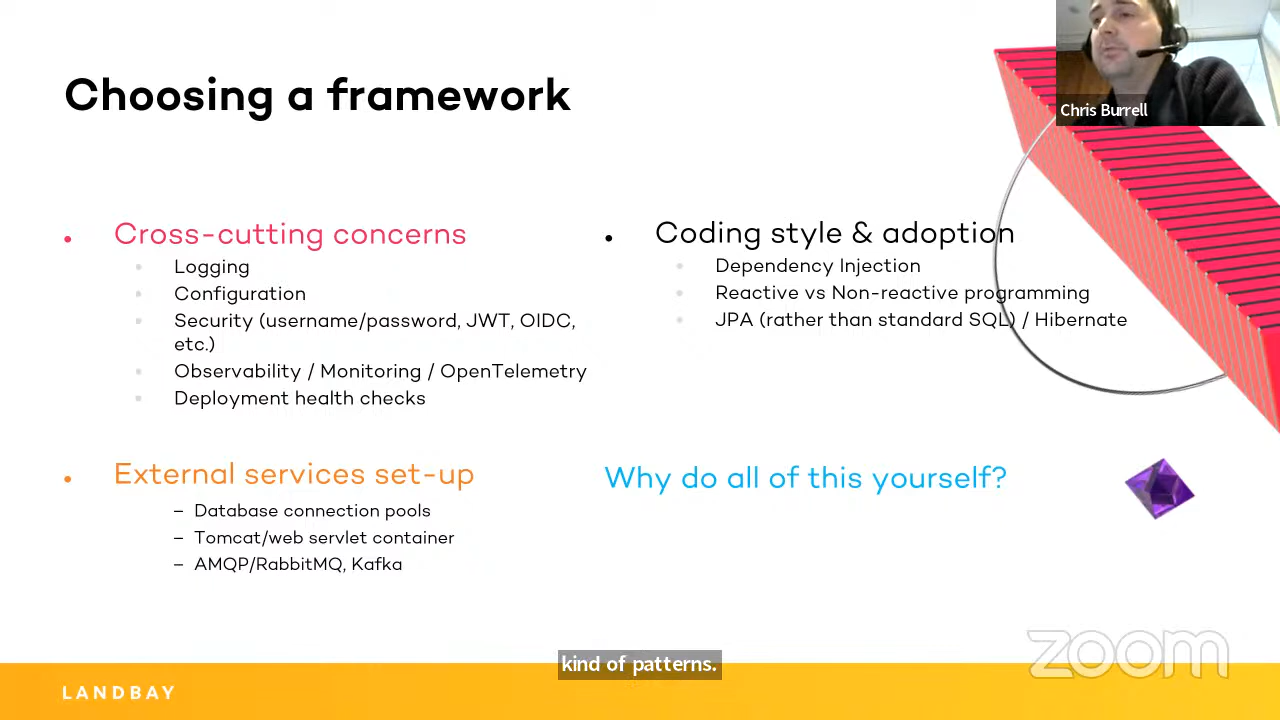 Choosing a framework
Chris Burrell
Cross-cutting concerns
Logging
Configuration
Security (username/password, JWT, OIDC,
etc.)
Observability / Monitoring / OpenTelemetry
Deployment health checks
External services set-up
– Database connection pools
– Tomcat/web servlet container
– AMQP/RabbitMQ, Kafka
Coding style & adoption
Dependency Injection
Reactive vs Non-reactive programming
JPA (rather than standard SQL) / Hibernate
Why do all of this yourself?
zoom
kind of patterns.
LANDBAY